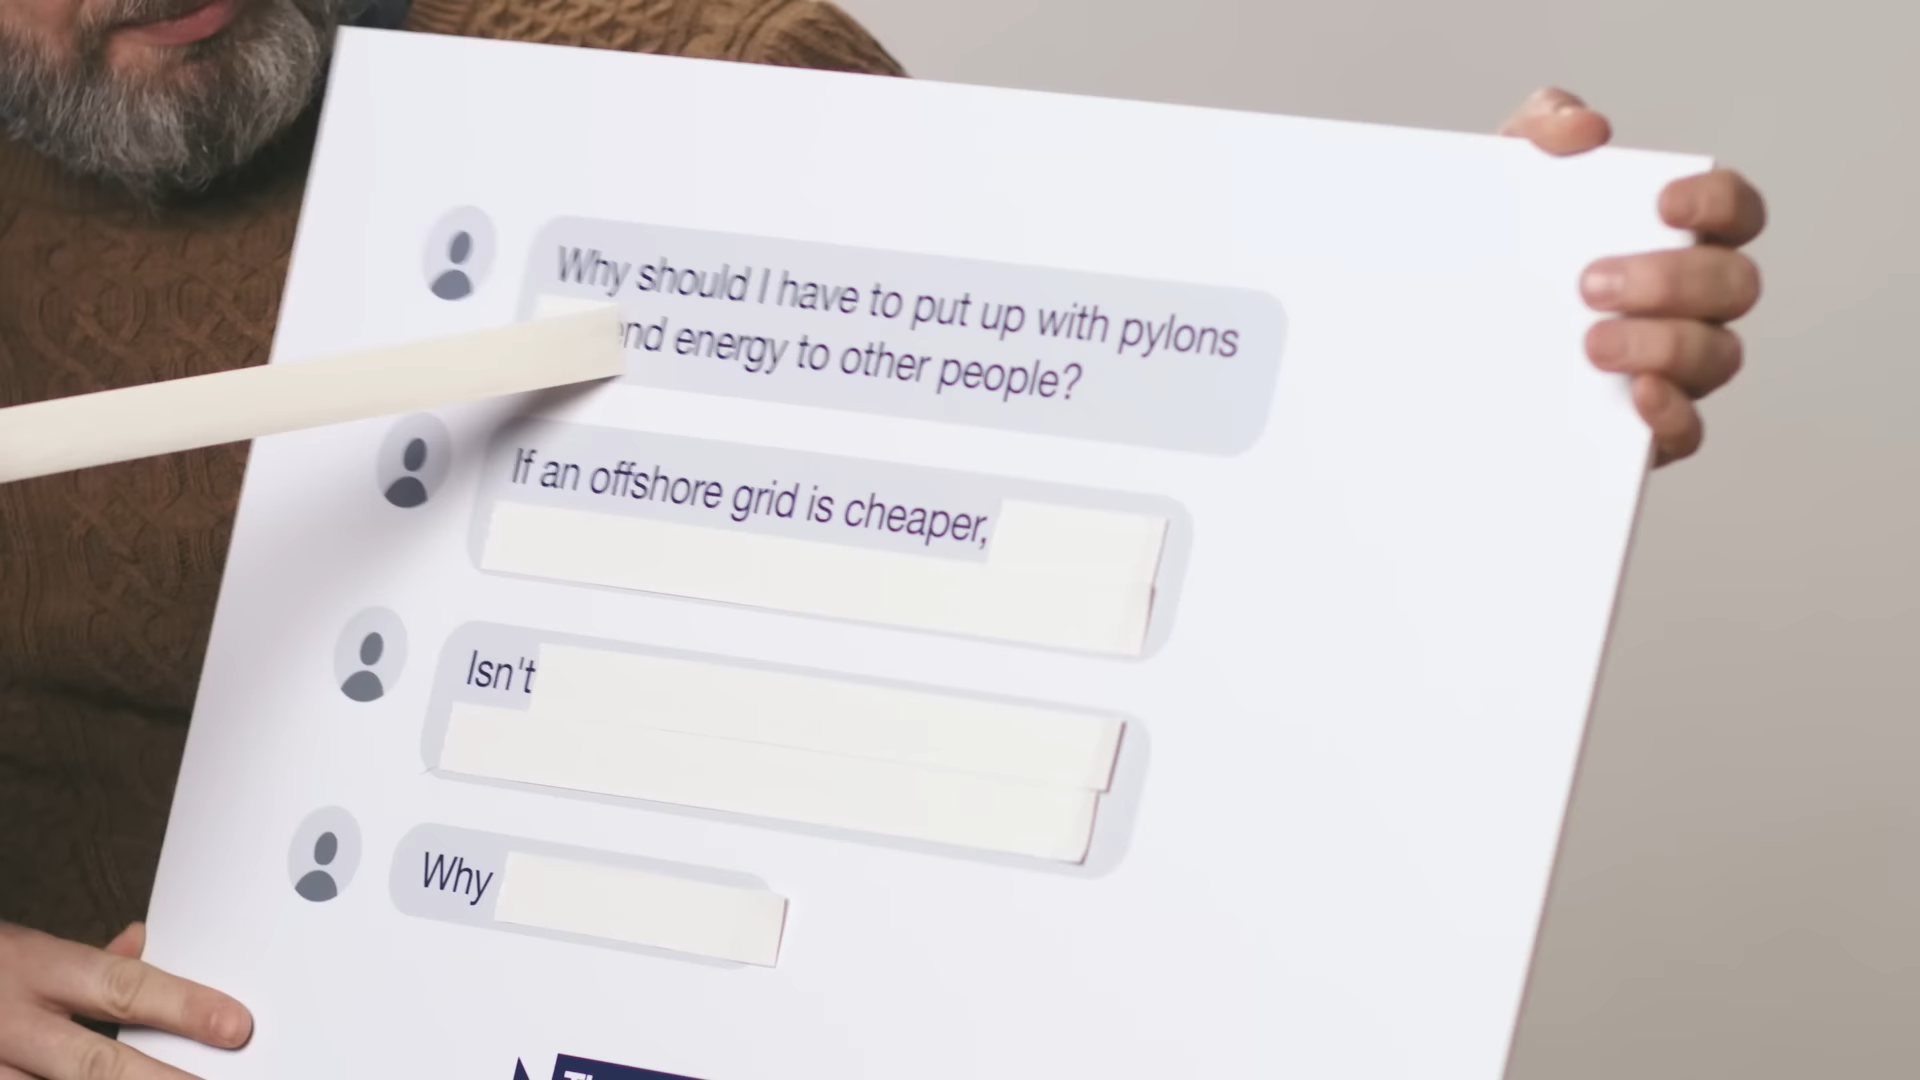 Why should I have to put up with pylons
end energy to other people?
If an offshore grid is cheaper,
Isn't
Why